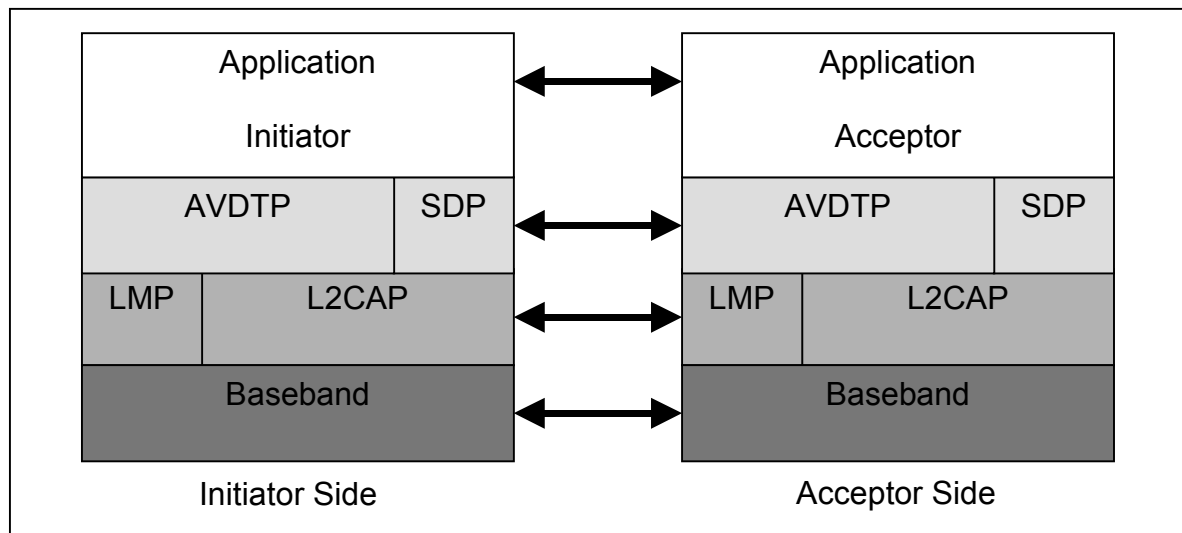 Application
Initiator
AVDTP
SDP
LMP
L2CAP
Baseband
Initiator Side
Application
Acceptor
AVDTP
SDP
LMP
L2CAP
Baseband
Acceptor Side